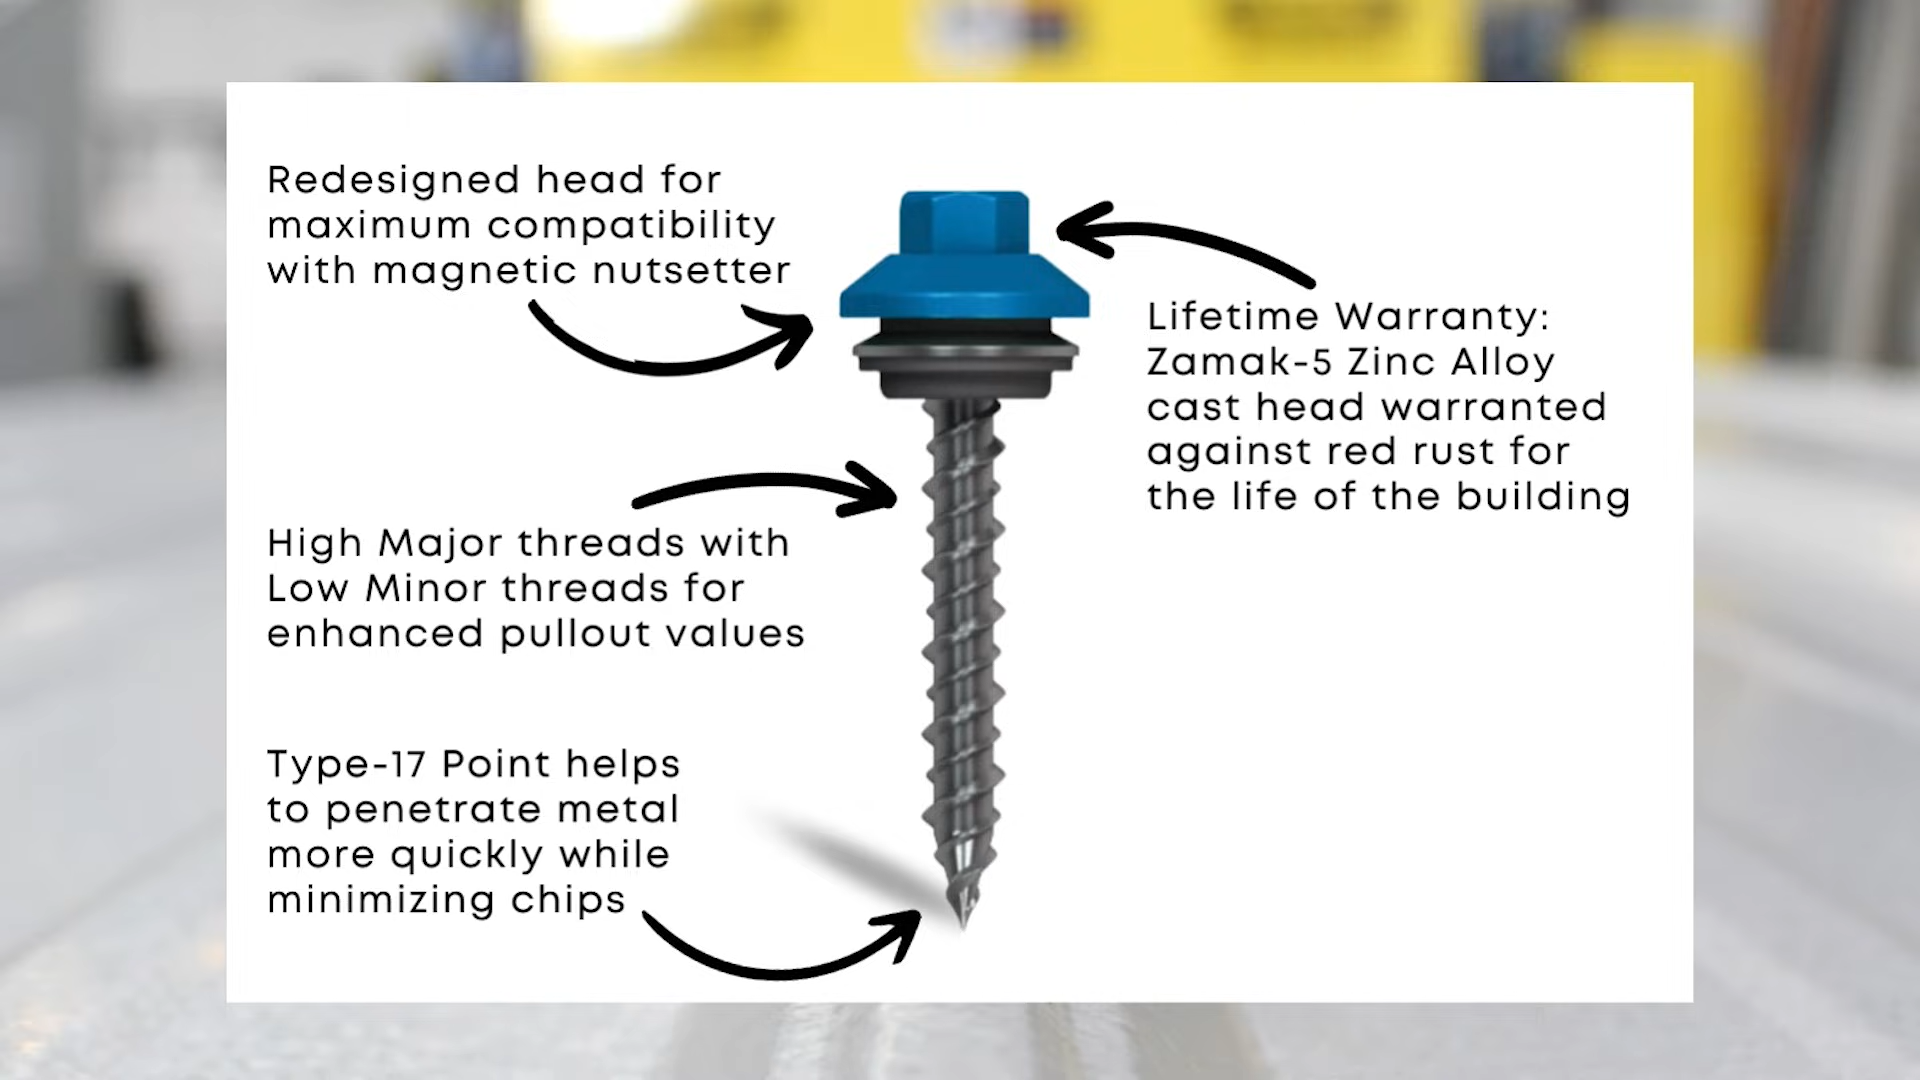 Redesigned head for
maximum compatibility
with magnetic nutsetter
Lifetime Warranty:
Zamak-5 Zinc Alloy
cast head warranted
against red rust for
the life of the building
High Major threads with
Low Minor threads for
enhanced pullout values
Type-17 Point helps
to penetrate metal
more quickly while
minimizing chips